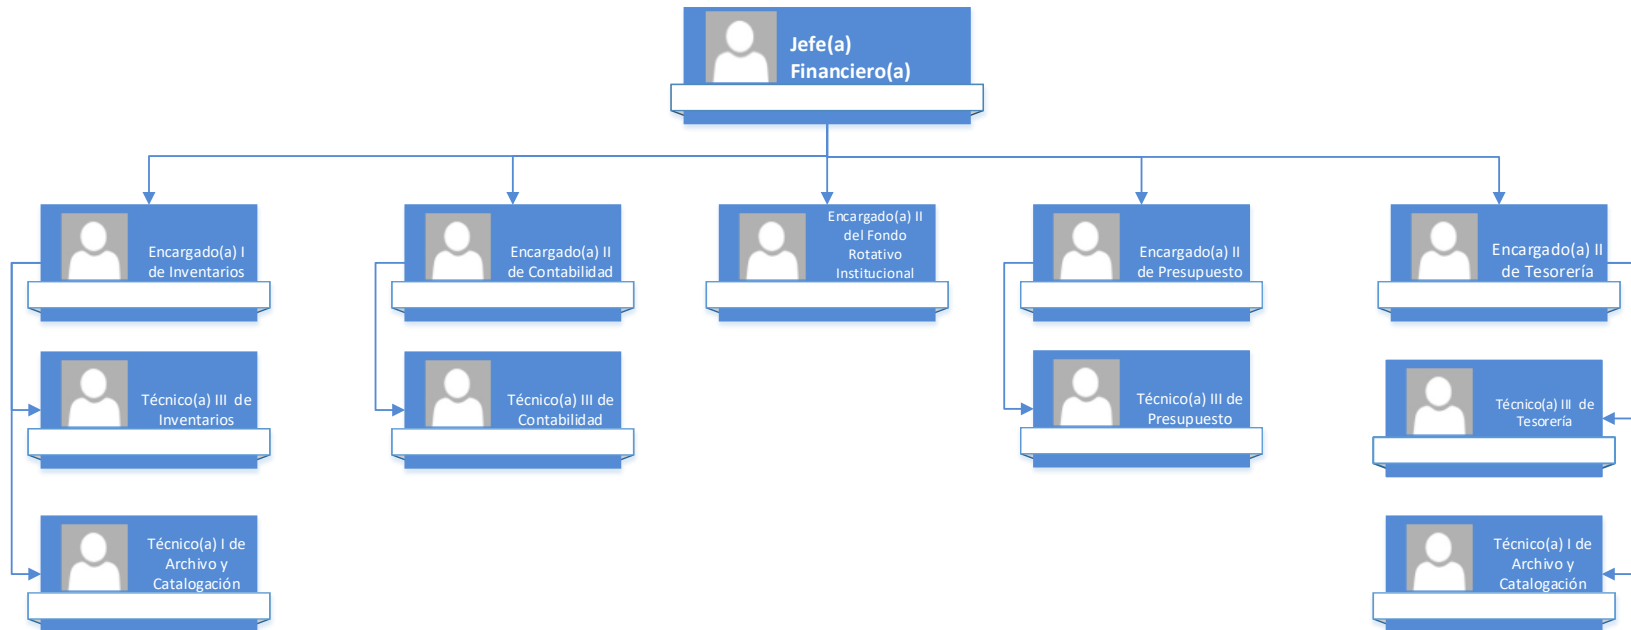 Jefe(a)
Financiero(a)
Encargado(a) I
de Inventarios
Encargado(a) II
de Contabilidad
Encargado(a) II
del Fondo
Rotativo
Institucional
Encargado(a) II
de Presupuesto
Encargado(a) II
de Tesorería
Técnico(a) III de
Inventarios
Técnico(a) III de
Contabilidad
Técnico(a) III de
Presupuesto
Técnico(a) III de
Tesorería
Técnico(a) I de
Archivo y
Catalogación
Técnico(a) I de
Archivo y
Catalogación